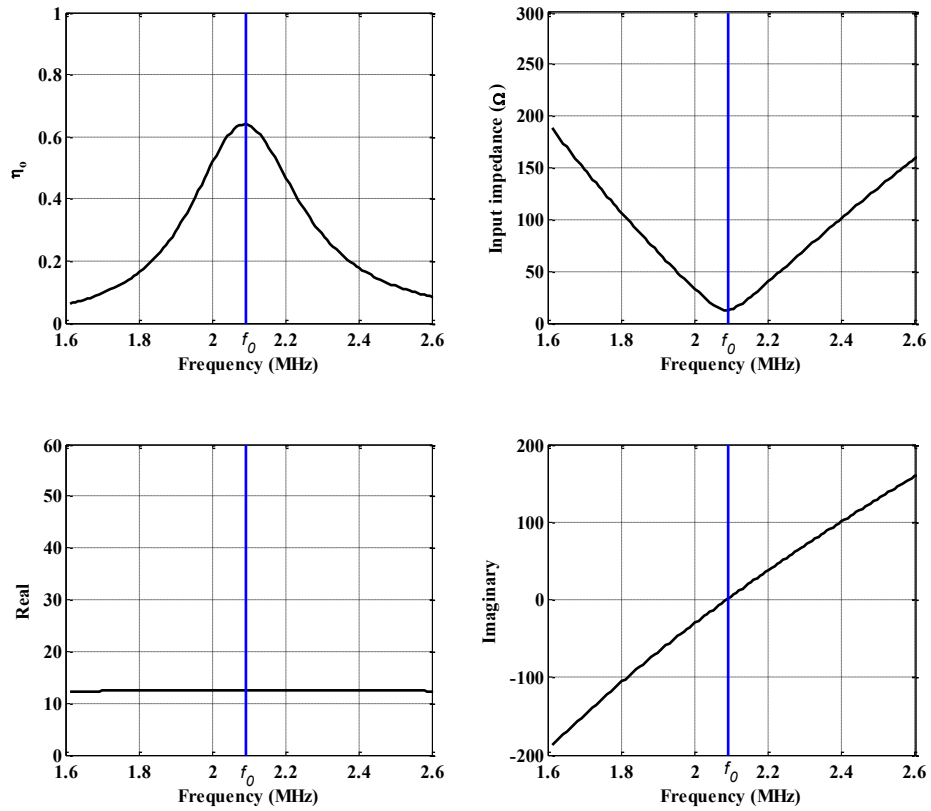 1
0.8
0.6
0.4
0.2
0
ηo
1.6 1.8 2 f0 2.2 2.4 2.6
Frequency (MHz)
300
250
200
150
100
50
0
Input impedance (Ω)
1.6 1.8 2 f0 2.2 2.4 2.6
Frequency (MHz)
60
50
40
30
20
10
0
Real
1.6 1.8 2 f0 2.2 2.4 2.6
Frequency (MHz)
200
100
0
-100
-200
Imaginary
1.6 1.8 2 f0 2.2 2.4 2.6
Frequency (MHz)